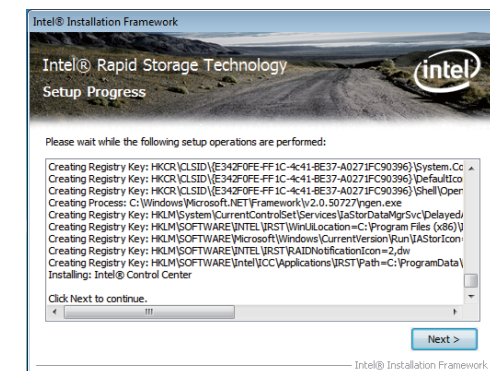 Intel® Installation Framework
Intel® Rapid Storage Technology
intel
Setup Progress
Please wait while the following setup operations are performed:
Creating Registry Key: HKCR\CLSID\{E342F0FE-FF1C-4c41-BE37-A0271FC90396}\System.Cc
Creating Registry Key: HKCR\CLSID\{E342F0FE-FF1C-4c41-BE37-A0271FC90396}\DefaultIco
Creating Registry Key: HKCR\CLSID\{E342F0FE-FF1C-4c41-BE37-A0271FC90396}\Shell\Open
Creating Process: C:\Windows\Microsoft.NET\Framework\v2.0.50727\ngen.exe
Creating Registry Key: HKLM\System\CurrentControlSet\Services\IAStorDataMgrSvc\Delayed
Creating Registry Key: HKLM\SOFTWARE\INTEL\IRST\WinUiLocation=C:\Program Files (x86)\I
Creating Registry Key: HKLM\SOFTWARE\Microsoft\Windows\CurrentVersion\Run\IAStorIcon=
Creating Registry Key: HKLM\SOFTWARE\INTEL\IRST\RAIDNotificationIcon=2,dw
Creating Registry Key: HKLM\SOFTWARE\Intel\ICC\Applications\IRST\Path=C:\ProgramData\
Installing: Intel® Control Center
Click Next to continue.
Next >
Intel® Installation Framework